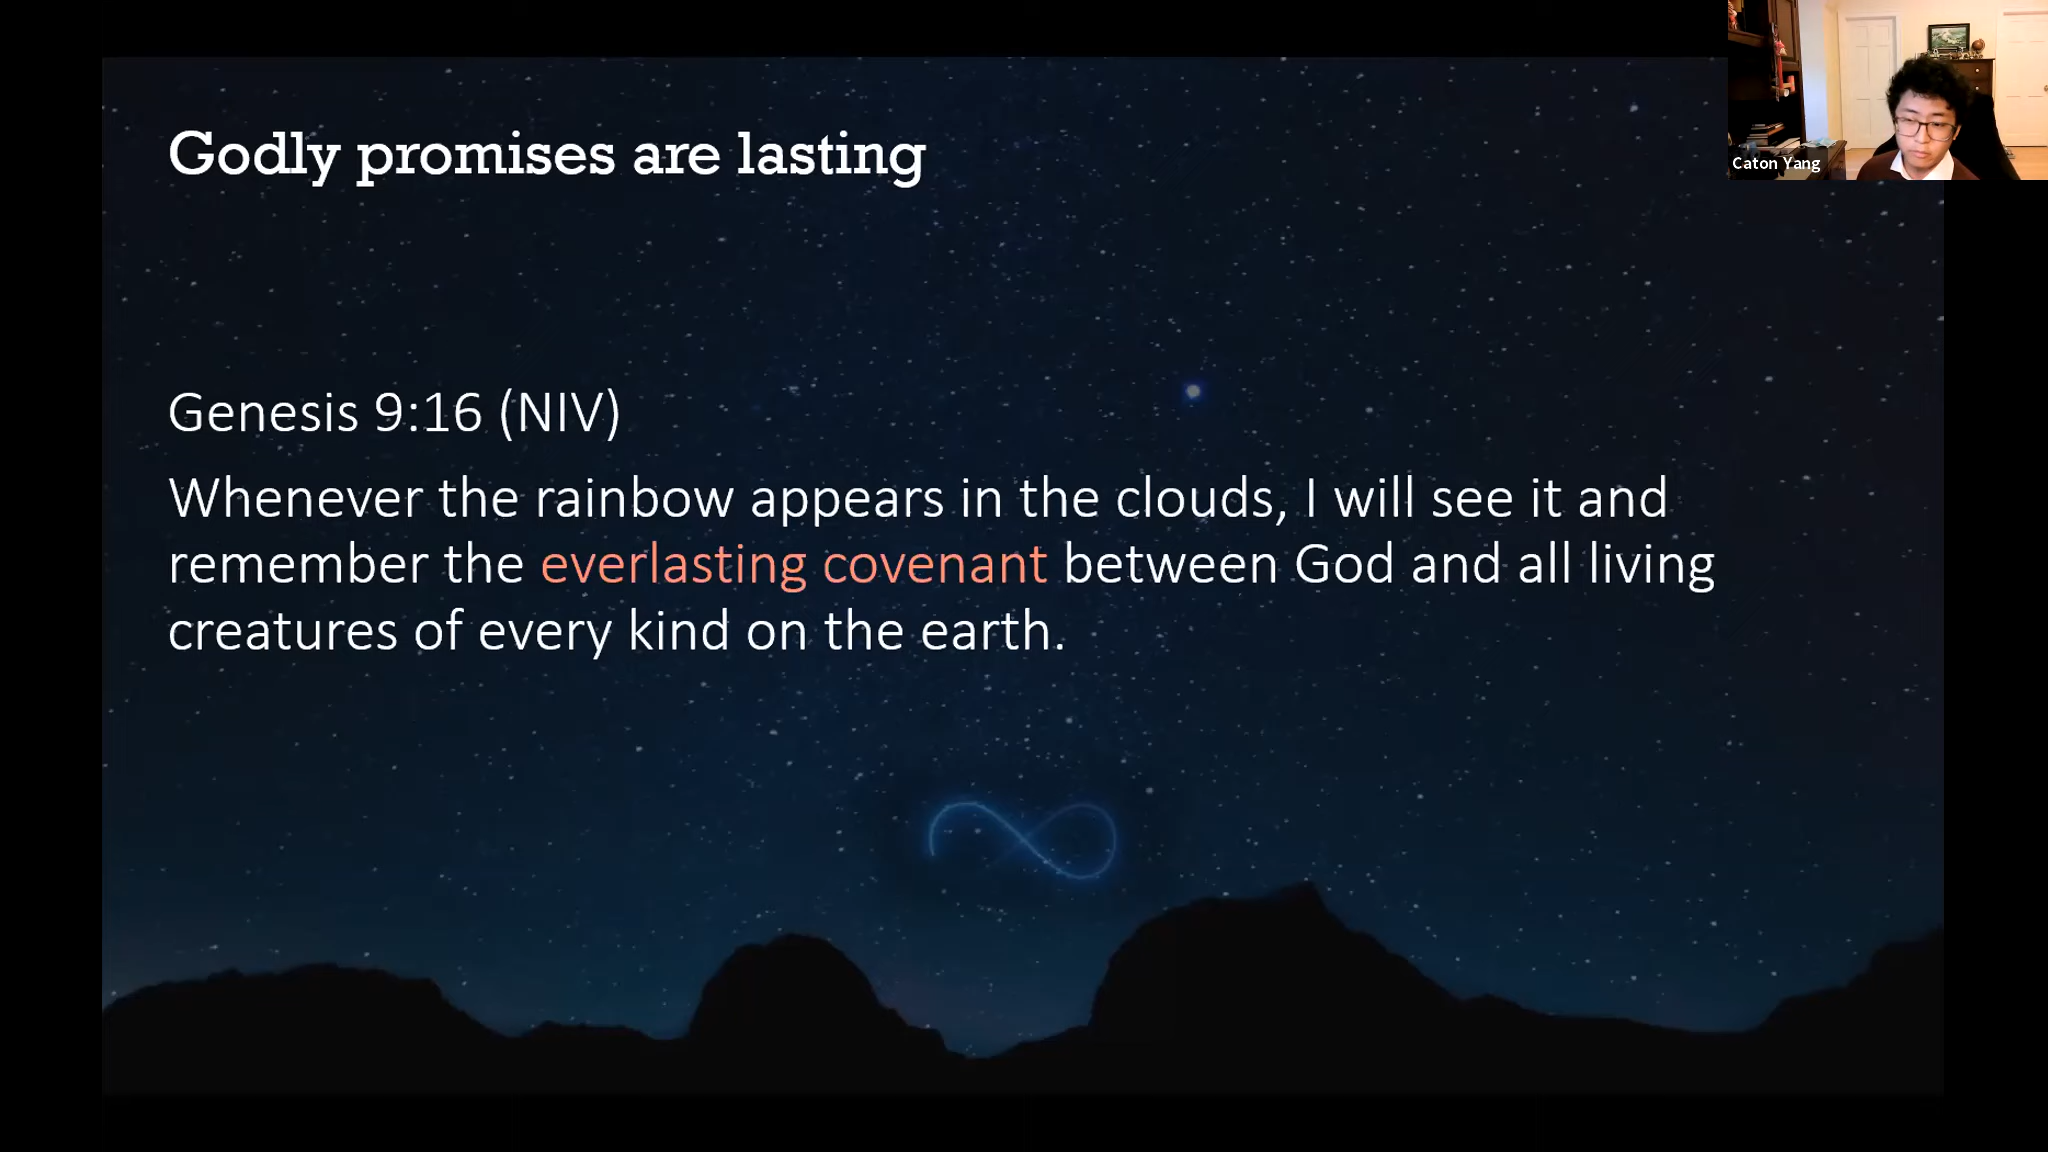 Godly promises are lasting
Caton Yang
Genesis 9:16 (NIV)
Whenever the rainbow appears in the clouds, I will see it and
remember the everlasting covenant between God and all living
creatures of every kind on the earth.